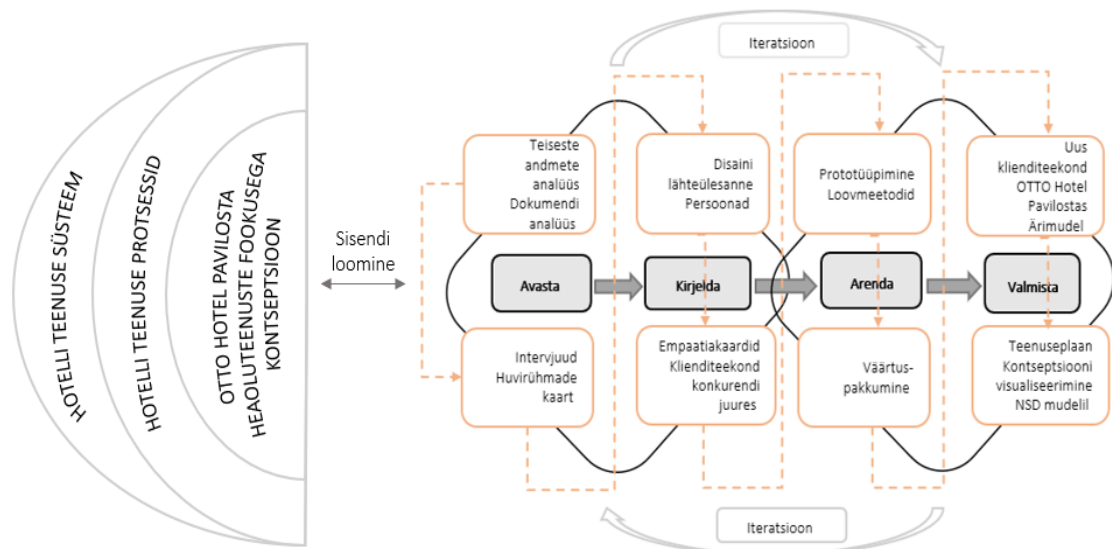 HOTELLI TEENUSE SÜSTEEM
HOTELLI TEENUSE PROTSESSID
OTTO HOTEL PAVILOSTA
HEAOLUTEENUSTE FOOKUSEGA
KONTSEPTSIOON
Sisendi
loomine
Iteratsioon
Teiseste
andmete
analüüs
Dokumendi
analüüs
Disaini
lähteülesanne
Persoonad
Prototüüpimine
Loovmeetodid
Uus
klienditeekond
OTTO Hotel
Pavilostas
Ärimudel
Avasta
Kirjelda
Arenda
Valmista
Intervjuud
Huvirühmade
kaart
Empaatiakaardid
Klienditeekond
konkurendi
juures
Väärtus-
pakkumine
Teenuseplaan
Kontseptsiooni
visualiseerimine
NSD mudelil
Iteratsioon